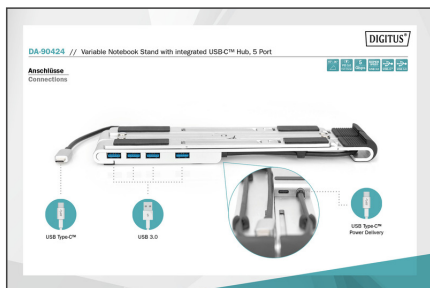 DIGITUS®
DA-90424 // Variable Notebook Stand with integrated USB-C™ Hub, 5 Port
Anschlüsse
Connections
USB Type-C™
USB 3.0
USB Type-C™
Power Delivery